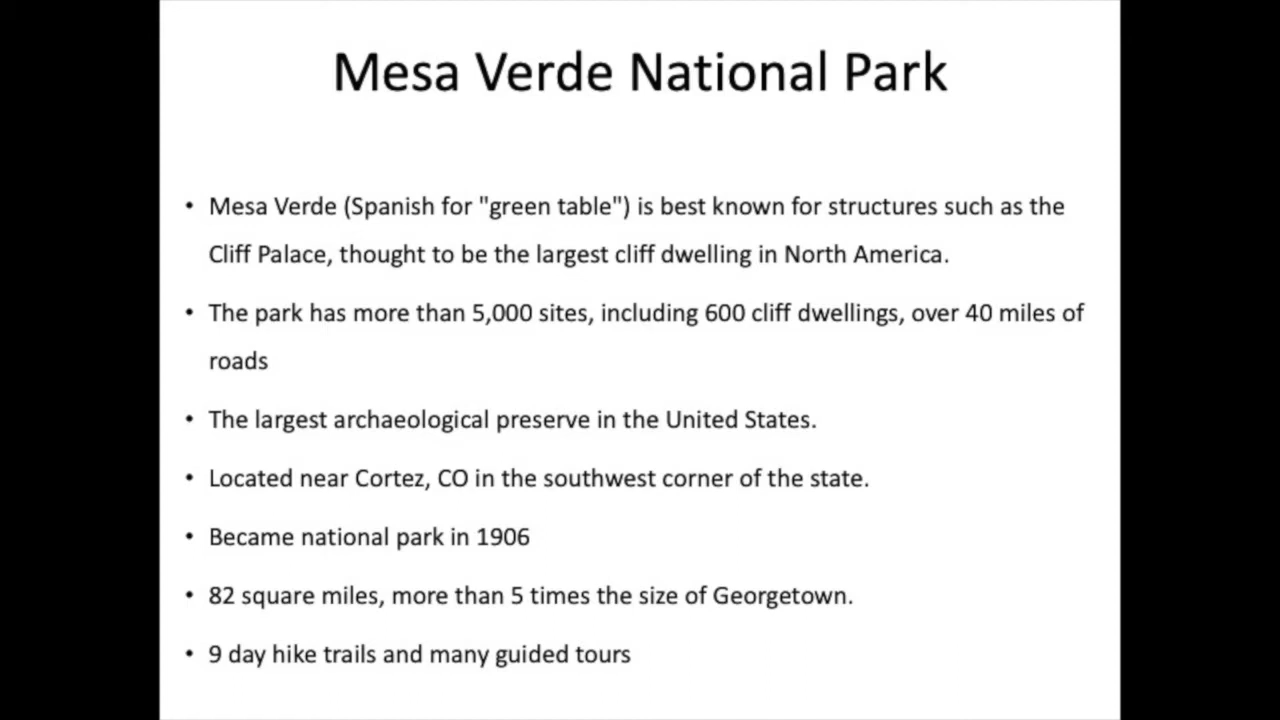 Mesa Verde National Park
• Mesa Verde (Spanish for "green table") is best known for structures such as the
Cliff Palace, thought to be the largest cliff dwelling in North America.
• The park has more than 5,000 sites, including 600 cliff dwellings, over 40 miles of
roads
• The largest archaeological preserve in the United States.
• Located near Cortez, CO in the southwest corner of the state.
• Became national park in 1906
• 82 square miles, more than 5 times the size of Georgetown.
• 9 day hike trails and many guided tours